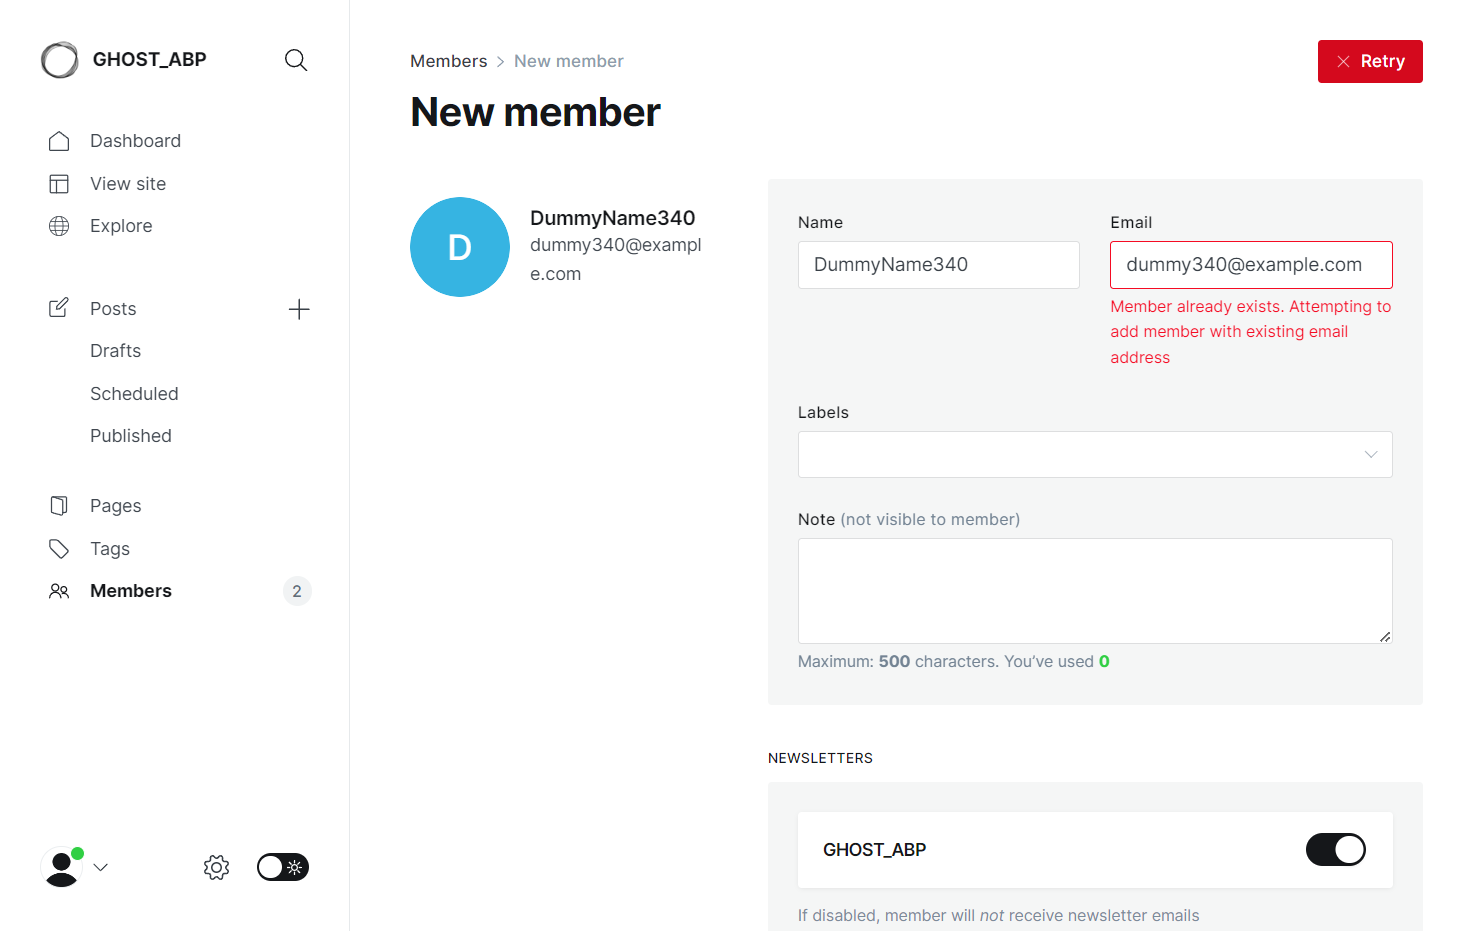 GHOST_ABP
Dashboard
View site
Explore
Posts
Drafts
Scheduled
Published
Pages
Tags
Members 2
Members > New member
Retry
New member
D
DummyName340
dummy340@exampl
e.com
Name
DummyName340
Email
dummy340@example.com
Member already exists. Attempting to
add member with existing email
address
Labels
Note (not visible to member)
Maximum: 500 characters. You’ve used 0
NEWSLETTERS
GHOST_ABP
If disabled, member will not receive newsletter emails